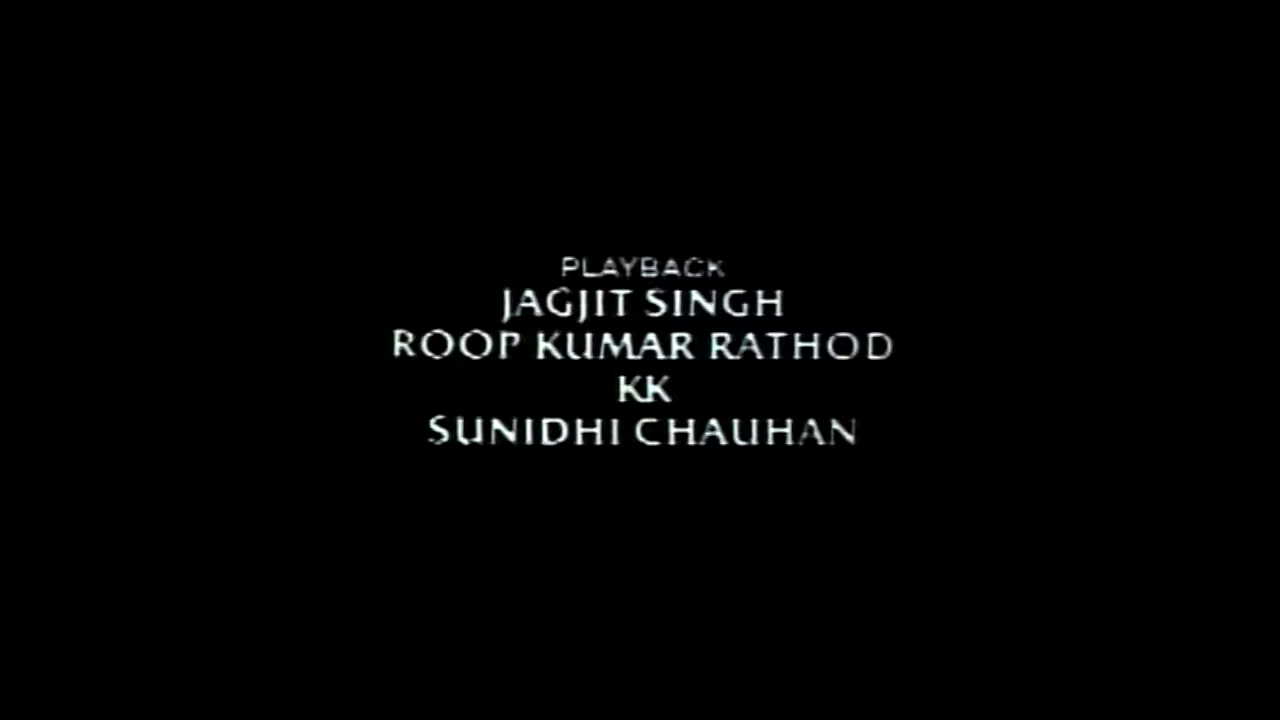 PLAYBACK
JAGJIT SINGH
ROOP KUMAR RATHOD
KK
SUNIDHI CHAUHAN